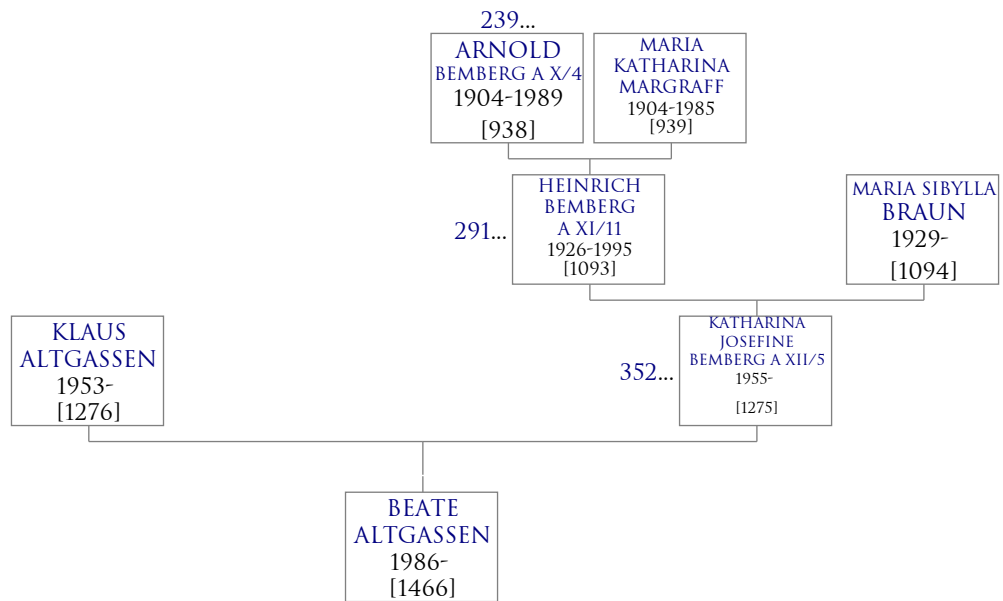 239...
ARNOLD
BEMBERG A X/4
1904-1989
[938]
MARIA
KATHARINA
MARGRAFF
1904-1985
[939]
291...
HEINRICH
BEMBERG
A XI/11
1926-1995
[1093]
MARIA SIBYLLA
BRAUN
1929-
[1094]
KLAUS
ALTGASSEN
1953-
[1276]
352...
KATHARINA
JOSEFINE
BEMBERG A XII/5
1955-
[1275]
BEATE
ALTGASSEN
1986-
[1466]